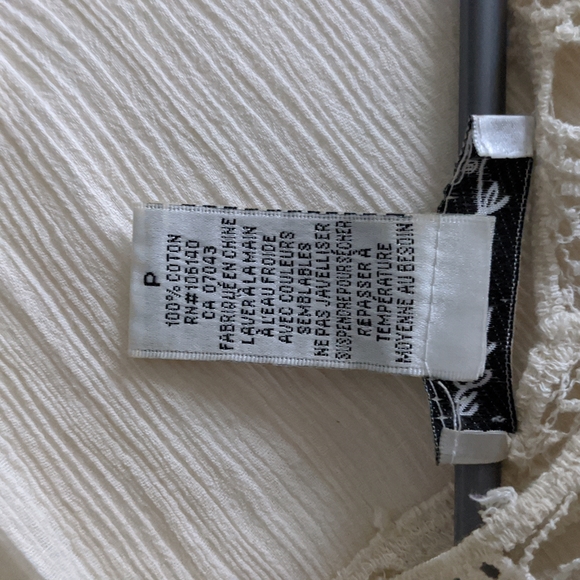 P
100% COTON
RN#106140
CA 07043
FABRIQUÉ EN CHINE
LAVER À LA MAIN
À L'EAU FROIDE
AVEC COULEURS
SEMBLABLES
NE PAS JAVELLISER
SUSPENDRE POUR SÉCHER
REPASSER À
TEMPÉRATURE
MOYENNE AU BESOIN